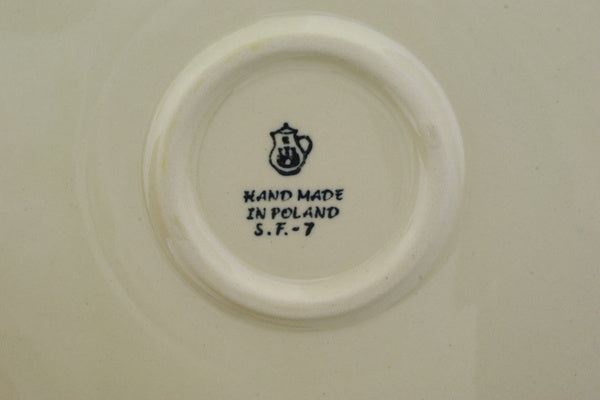 HAND MADE
IN POLAND
S.F.-7